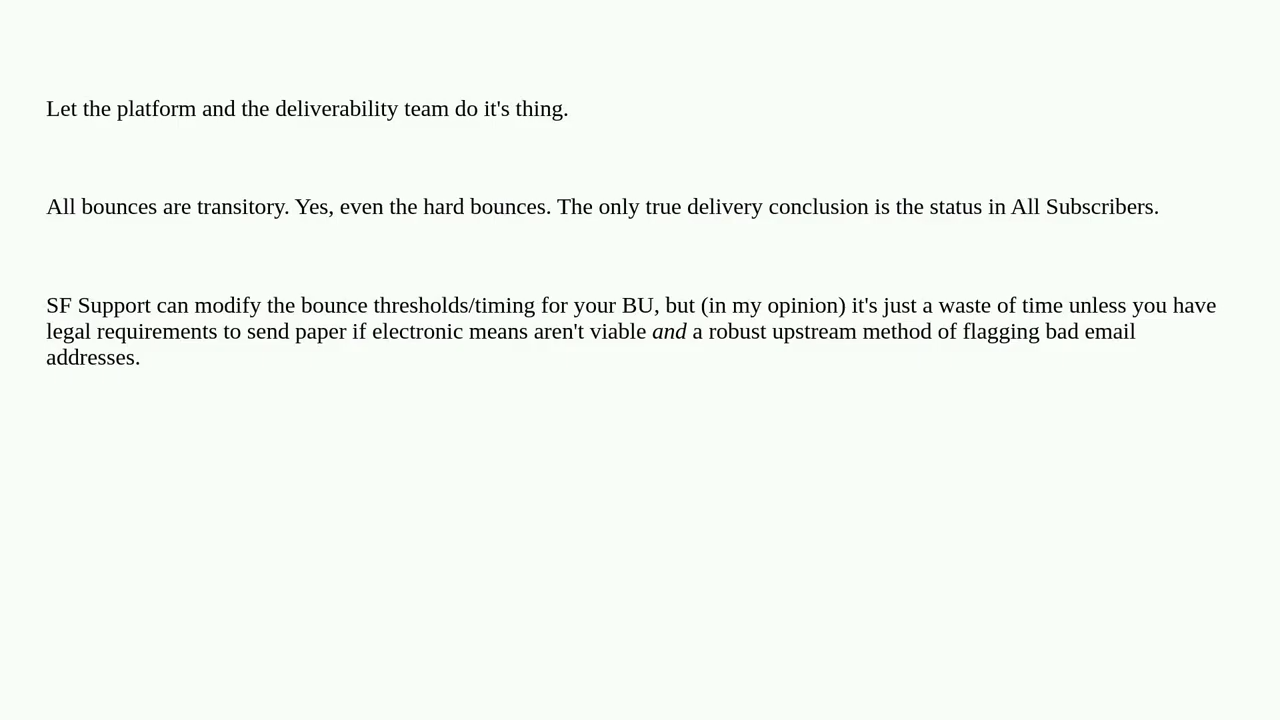 Let the platform and the deliverability team do it's thing.
All bounces are transitory. Yes, even the hard bounces. The only true delivery conclusion is the status in All Subscribers.
SF Support can modify the bounce thresholds/timing for your BU, but (in my opinion) it's just a waste of time unless you have
legal requirements to send paper if electronic means aren't viable and a robust upstream method of flagging bad email
addresses.